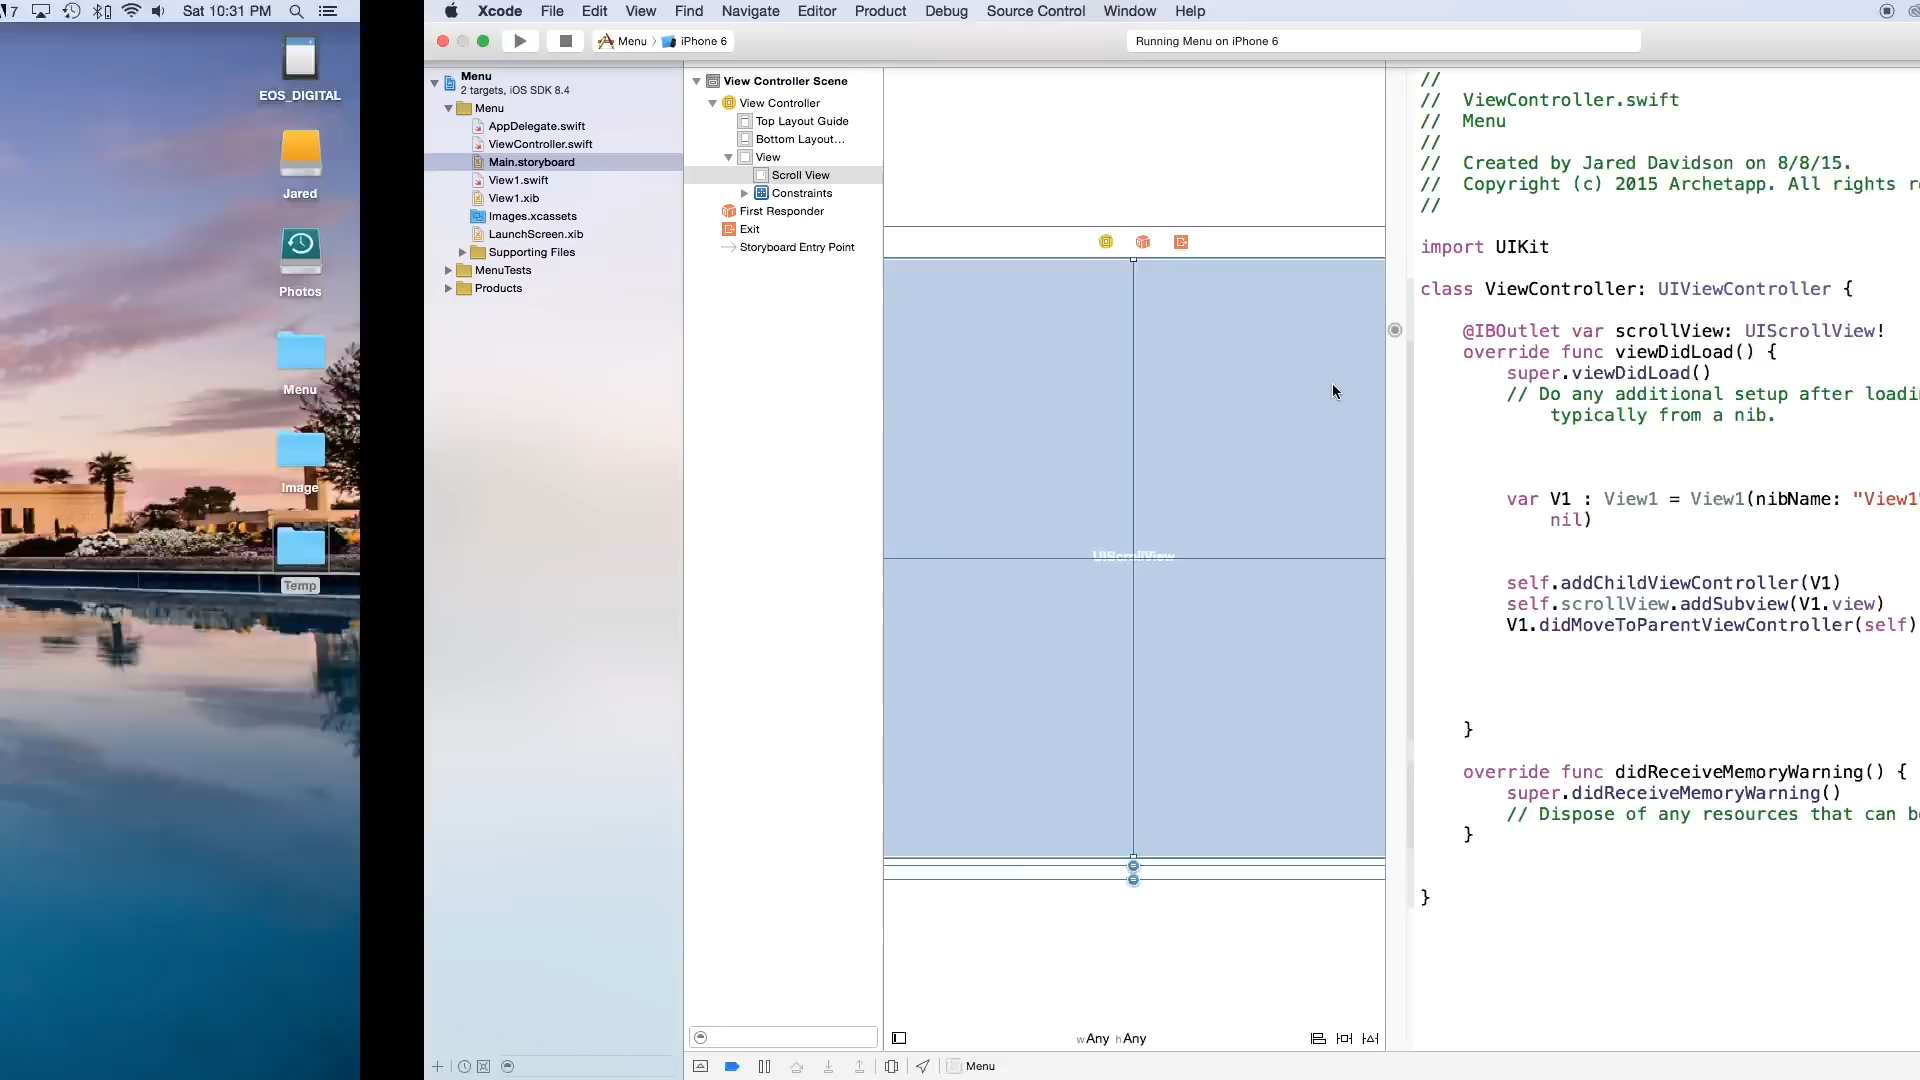 7
Sat 10:31 PM
EOS_DIGITAL
Jared
Photos
Menu
Image
Temp
Xcode File Edit View Find Navigate Editor Product Debug Source Control Window Help
Menu iPhone 6
Running Menu on iPhone 6
Menu
2 targets, iOS SDK 8.4
Menu
AppDelegate.swift
ViewController.swift
Main.storyboard
View1.swift
View1.xib
Images.xcassets
LaunchScreen.xib
Supporting Files
MenuTests
Products
View Controller Scene
View Controller
Top Layout Guide
Bottom Layout...
View
Scroll View
Constraints
First Responder
Exit
Storyboard Entry Point
UIScrollView
wAny hAny
Menu
//
// ViewController.swift
// Menu
//
// Created by Jared Davidson on 8/8/15.
// Copyright (c) 2015 Archetapp. All rights
//
import UIKit
class ViewController: UIViewController {
@IBOutlet var scrollView: UIScrollView!
override func viewDidLoad() {
super.viewDidLoad()
// Do any additional setup after loadi
typically from a nib.
var V1 : View1 = View1(nibName: "View1"
nil)
self.addChildViewController(V1)
self.scrollView.addSubview(V1.view)
V1.didMoveToParentViewController(self)
}
override func didReceiveMemoryWarning() {
super.didReceiveMemoryWarning()
// Dispose of any resources that can b
}
}